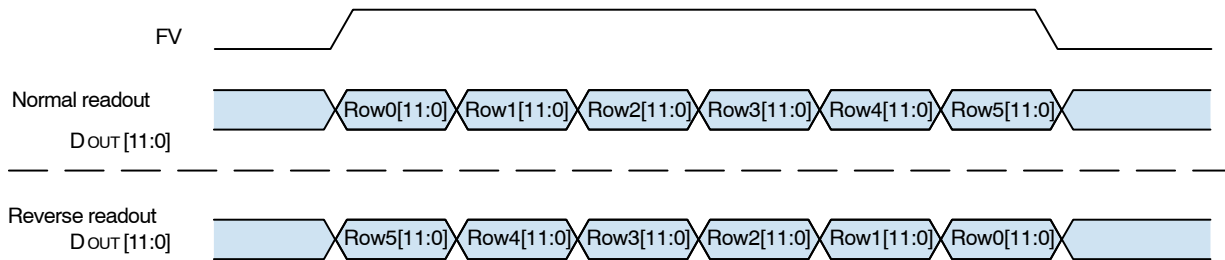 FV
Normal readout
DOUT [11:0]
Row0[11:0] Row1[11:0] Row2[11:0] Row3[11:0] Row4[11:0] Row5[11:0]
Reverse readout
DOUT [11:0]
Row5[11:0] Row4[11:0] Row3[11:0] Row2[11:0] Row1[11:0] Row0[11:0]